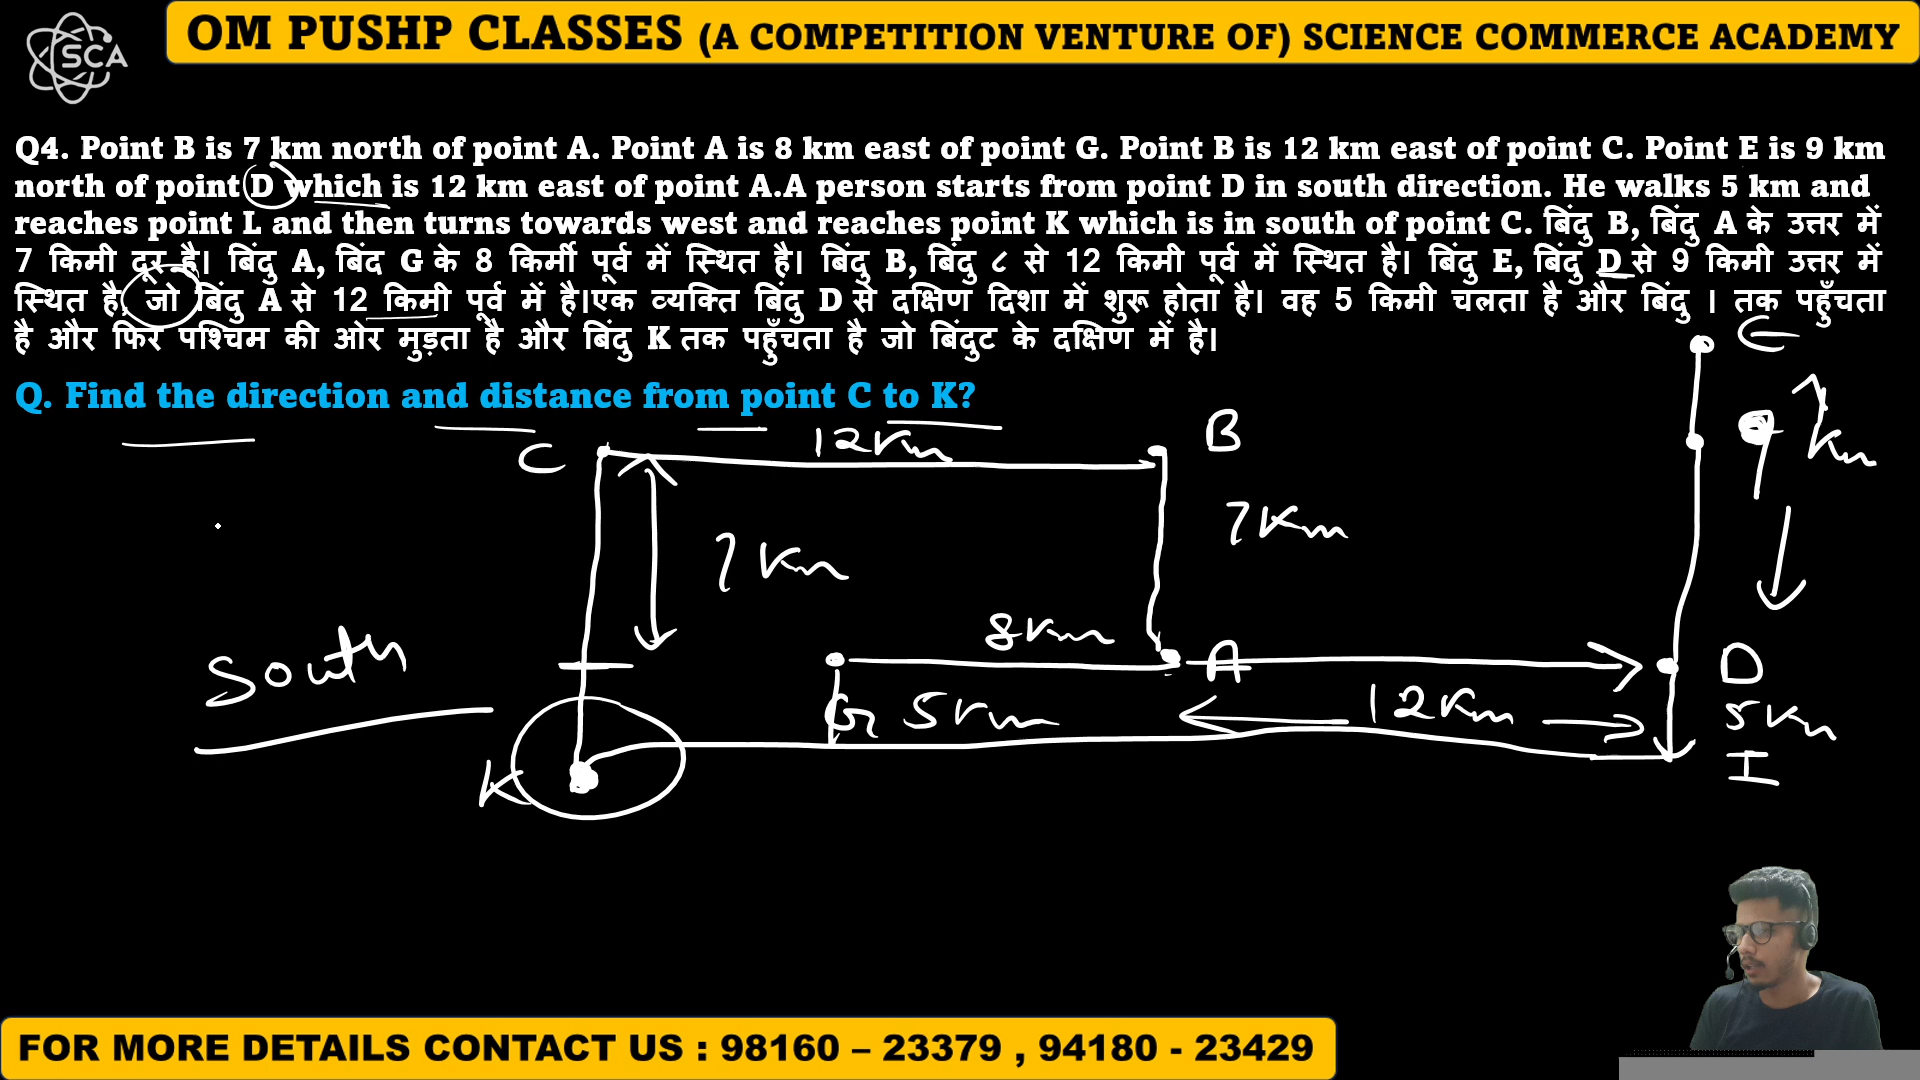 SCA
OM PUSHP CLASSES (A COMPETITION VENTURE OF) SCIENCE COMMERCE ACADEMY
Q4. Point B is 7 km north of point A. Point A is 8 km east of point G. Point B is 12 km east of point C. Point E is 9 km
north of point D which is 12 km east of point A.A person starts from point D in south direction. He walks 5 km and
reaches point L and then turns towards west and reaches point K which is in south of point C. बिंदु B, बिंदु A के उत्तर में
7 किमी दूर है। बिंदु A, बिंद G के 8 किर्मी पूर्व में स्थित है। बिंदु B, बिंदु ८ से 12 किमी पूर्व में स्थित है। बिंदु E, बिंदु D से 9 किमी उत्तर में
स्थित है, जो बिंदु A से 12 किमी पूर्व में है।एक व्यक्ति बिंदु D से दक्षिण दिशा में शुरू होता है। वह 5 किमी चलता है और बिंदु । तक पहुँचता
है और फिर पश्चिम की ओर मुड़ता है और बिंदु K तक पहुँचता है जो बिंदुट के दक्षिण में है।
E
Q. Find the direction and distance from point C to K?
C 12Km B 9 Km
7Km
7 Km
8Km
South A D
G 5Km 12Km 5Km
K I
FOR MORE DETAILS CONTACT US : 98160 – 23379 , 94180 - 23429